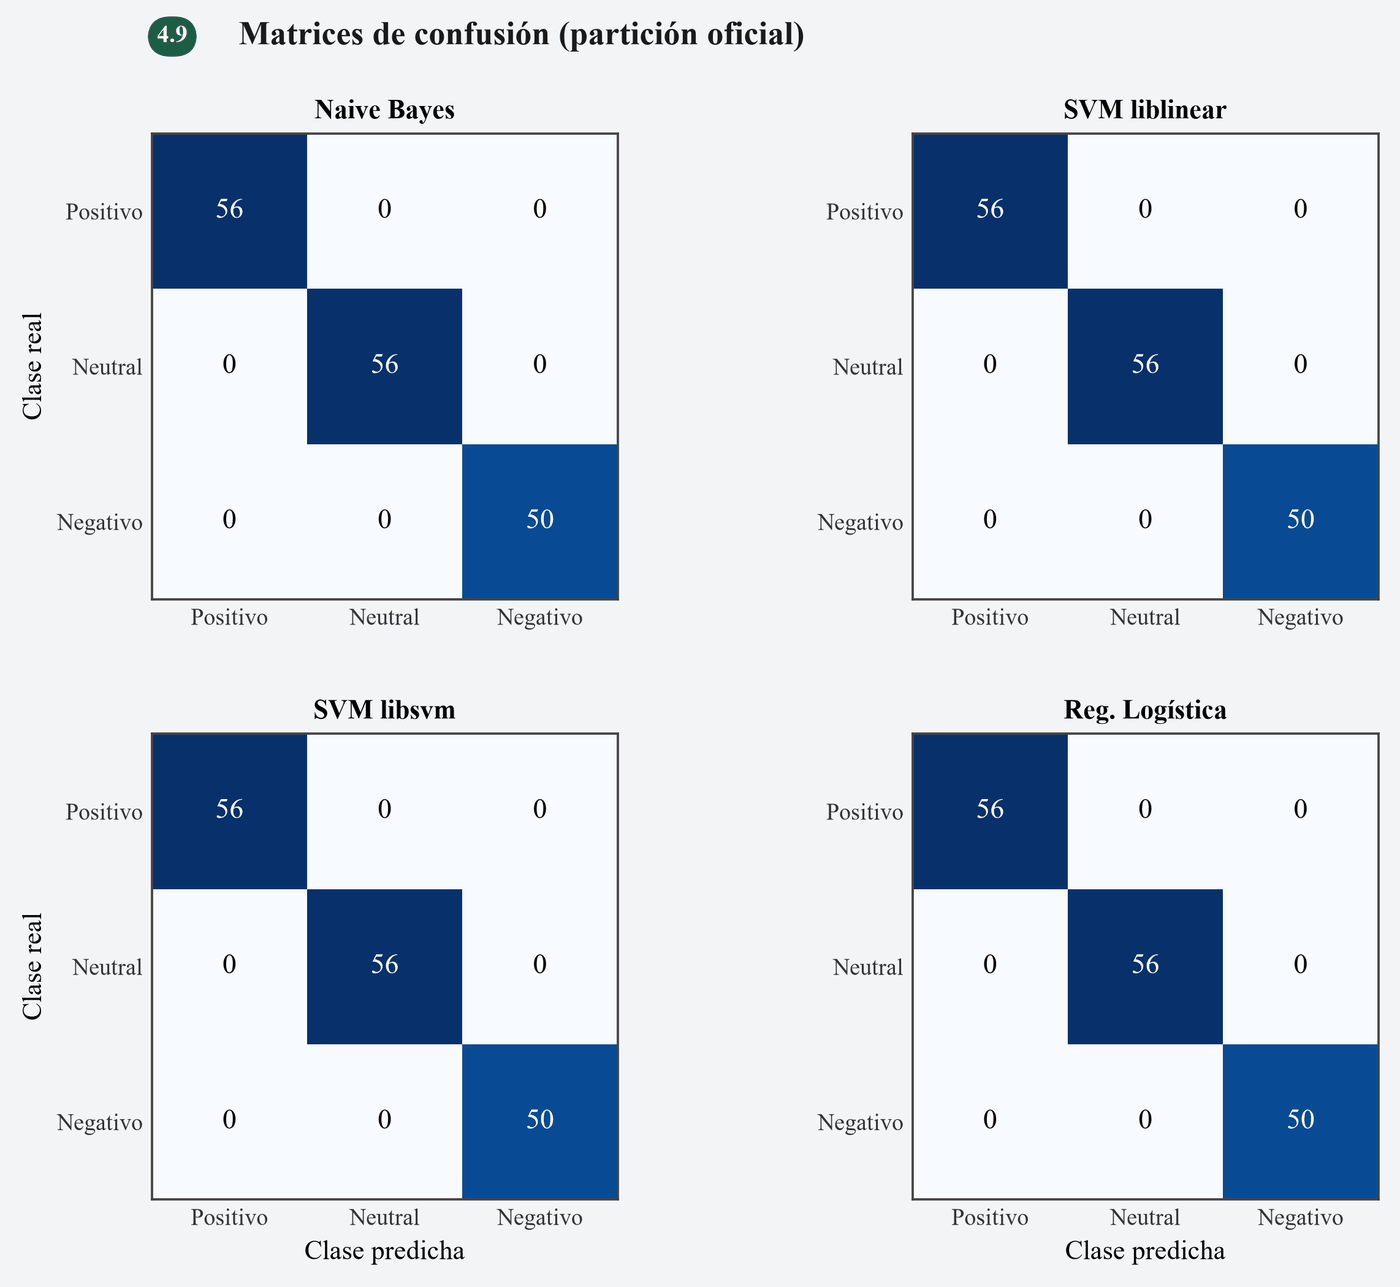 4.9 Matrices de confusión (partición oficial)
Naive Bayes
Clase real
Positivo 56 0 0
Neutral 0 56 0
Negativo 0 0 50
Positivo Neutral Negativo
SVM liblinear
Positivo 56 0 0
Neutral 0 56 0
Negativo 0 0 50
Positivo Neutral Negativo
SVM libsvm
Clase real
Positivo 56 0 0
Neutral 0 56 0
Negativo 0 0 50
Positivo Neutral Negativo
Clase predicha
Reg. Logística
Positivo 56 0 0
Neutral 0 56 0
Negativo 0 0 50
Positivo Neutral Negativo
Clase predicha